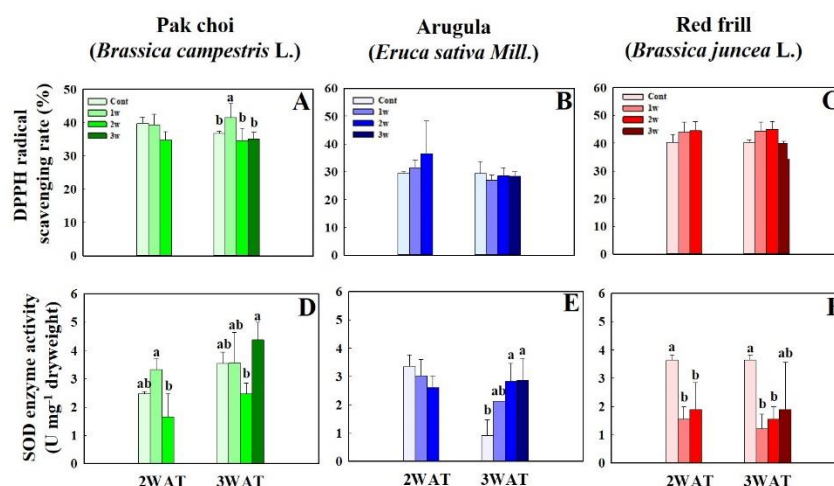 Pak choi
(Brassica campestris L.)
Arugula
(Eruca sativa Mill.)
Red frill
(Brassica juncea L.)
DPPH radical
scavenging rate (%)
50
40
30
20
10
0
Cont
1w
2w
3w
A
b a b b
60
50
40
30
20
10
0
Cont
1w
2w
3w
B
60
50
40
30
20
10
0
Cont
1w
2w
3w
C
SOD enzyme activity
(U mg-1 dryweight)
6
5
4
3
2
1
0
D
ab a b
ab ab b a
2WAT 3WAT
6
5
4
3
2
1
0
E
b ab a a
2WAT 3WAT
6
5
4
3
2
1
0
a b b
a b b ab
2WAT 3WAT